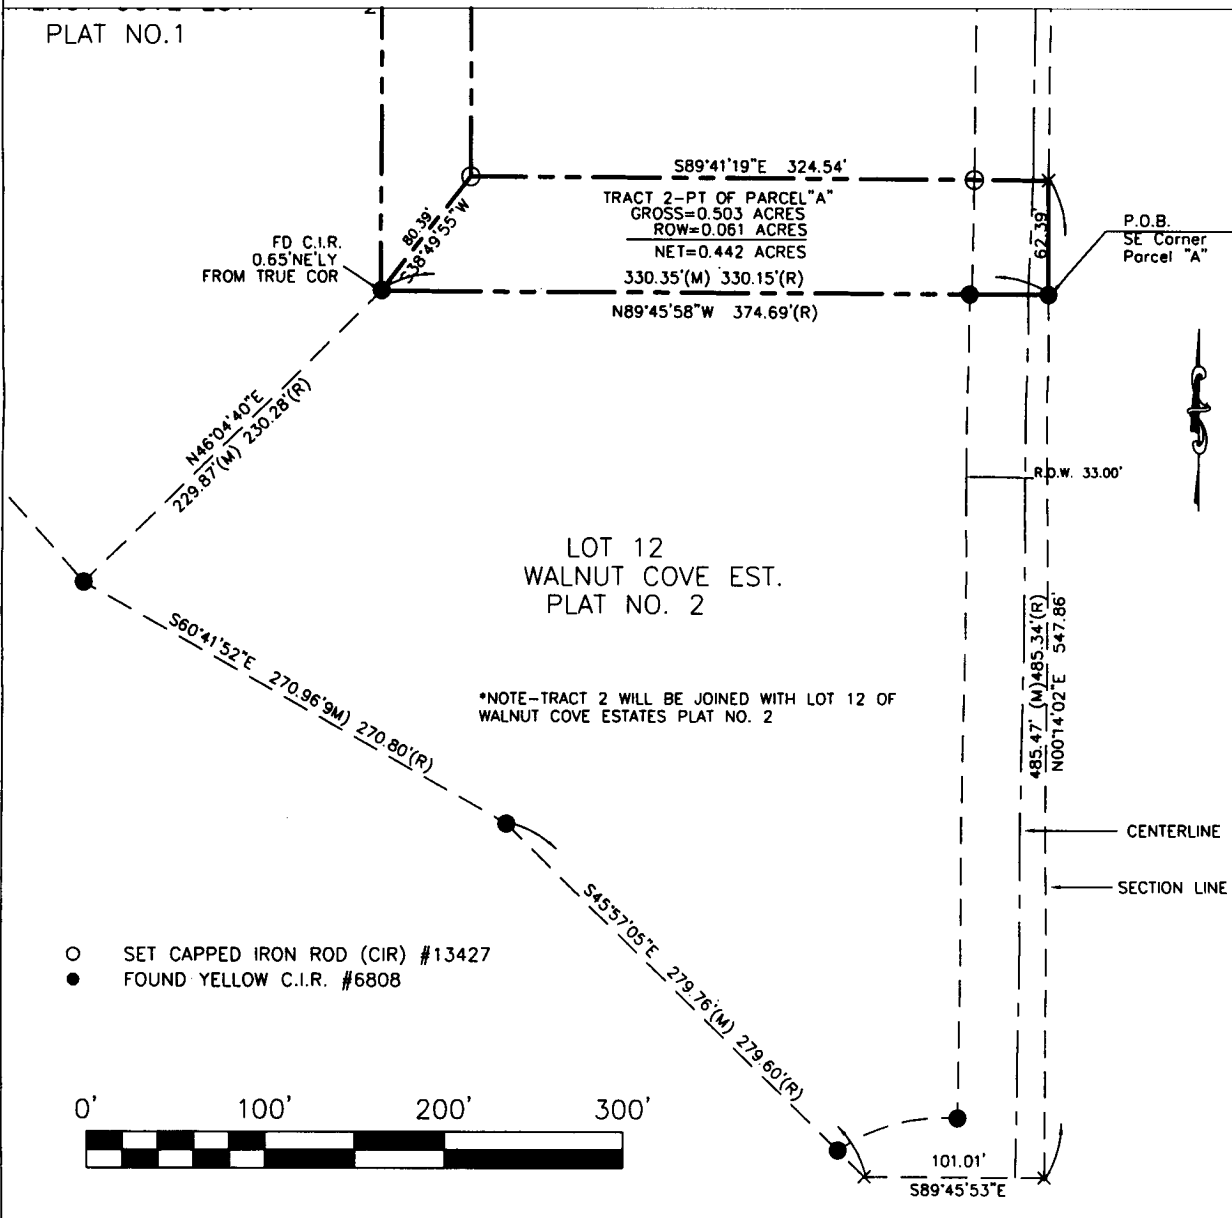 PLAT NO.1
S89°41'19"E 324.54'
TRACT 2-PT OF PARCEL"A"
GROSS=0.503 ACRES
ROW=0.061 ACRES
NET=0.442 ACRES
330.35'(M) 330.15'(R)
N89°45'58"W 374.69'(R)
80.39'
S38°49'55"W
62.39'
P.O.B.
SE Corner
Parcel "A"
FD C.I.R.
0.65'NE'LY
FROM TRUE COR
N46°04'40"E
229.87'(M) 230.28'(R)
R.O.W. 33.00'
LOT 12
WALNUT COVE EST.
PLAT NO. 2
S60°41'52"E 270.96'9M) 270.80'(R)
*NOTE-TRACT 2 WILL BE JOINED WITH LOT 12 OF
WALNUT COVE ESTATES PLAT NO. 2
485.47' (M)485.34'(R)
N00°14'02"E 547.86'
CENTERLINE
SECTION LINE
S45°57'05"E 279.76'(M) 279.60'(R)
SET CAPPED IRON ROD (CIR) #13427
FOUND YELLOW C.I.R. #6808
0' 100' 200' 300'
101.01'
S89°45'53"E